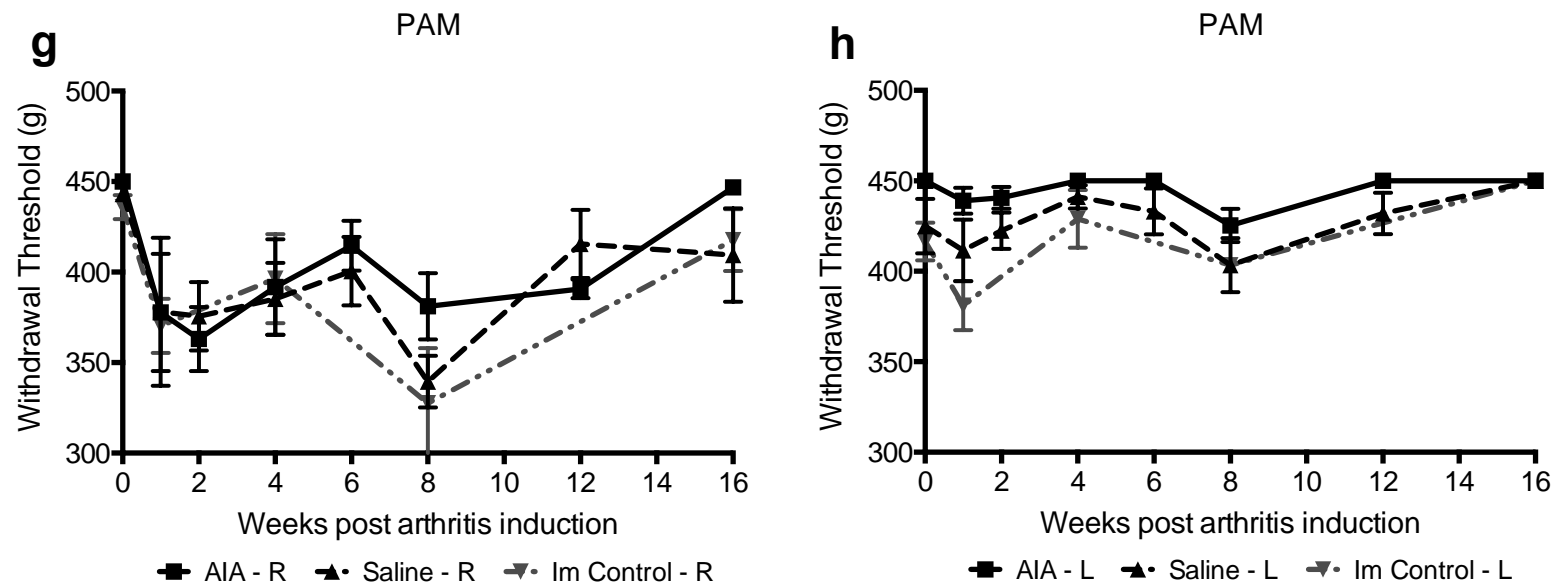 g
PAM
Withdrawal Threshold (g)
500
450
400
350
300
0 2 4 6 8 10 12 14 16
Weeks post arthritis induction
AIA - R Saline - R Im Control - R
h
PAM
Withdrawal Threshold (g)
500
450
400
350
300
0 2 4 6 8 10 12 14 16
Weeks post arthritis induction
AIA - L Saline - L Im Control - L